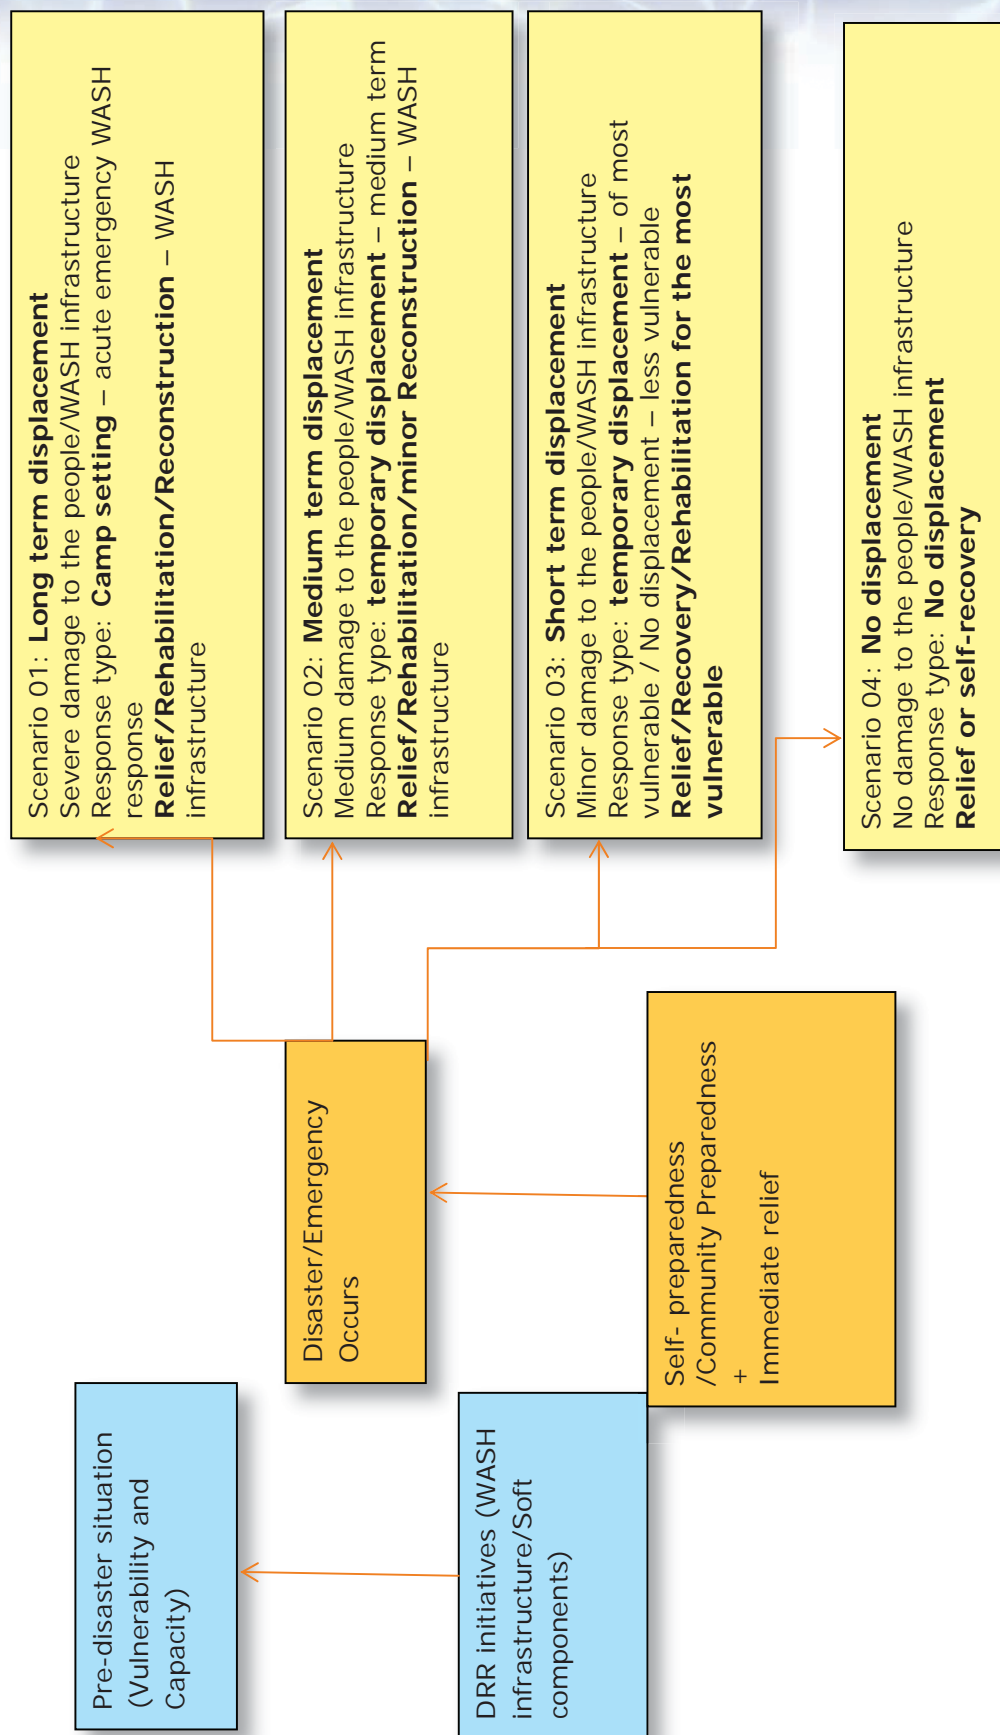 Pre-disaster situation
(Vulnerability and
Capacity)
DRR initiatives (WASH
infrastructure/Soft
components)
Disaster/Emergency
Occurs
Self- preparedness
/Community Preparedness
+
Immediate relief
Scenario 01: Long term displacement
Severe damage to the people/WASH infrastructure
Response type: Camp setting – acute emergency WASH
response
Relief/Rehabilitation/Reconstruction – WASH
infrastructure
Scenario 02: Medium term displacement
Medium damage to the people/WASH infrastructure
Response type: temporary displacement – medium term
Relief/Rehabilitation/minor Reconstruction – WASH
infrastructure
Scenario 03: Short term displacement
Minor damage to the people/WASH infrastructure
Response type: temporary displacement – of most
vulnerable / No displacement – less vulnerable
Relief/Recovery/Rehabilitation for the most
vulnerable
Scenario 04: No displacement
No damage to the people/WASH infrastructure
Response type: No displacement
Relief or self-recovery